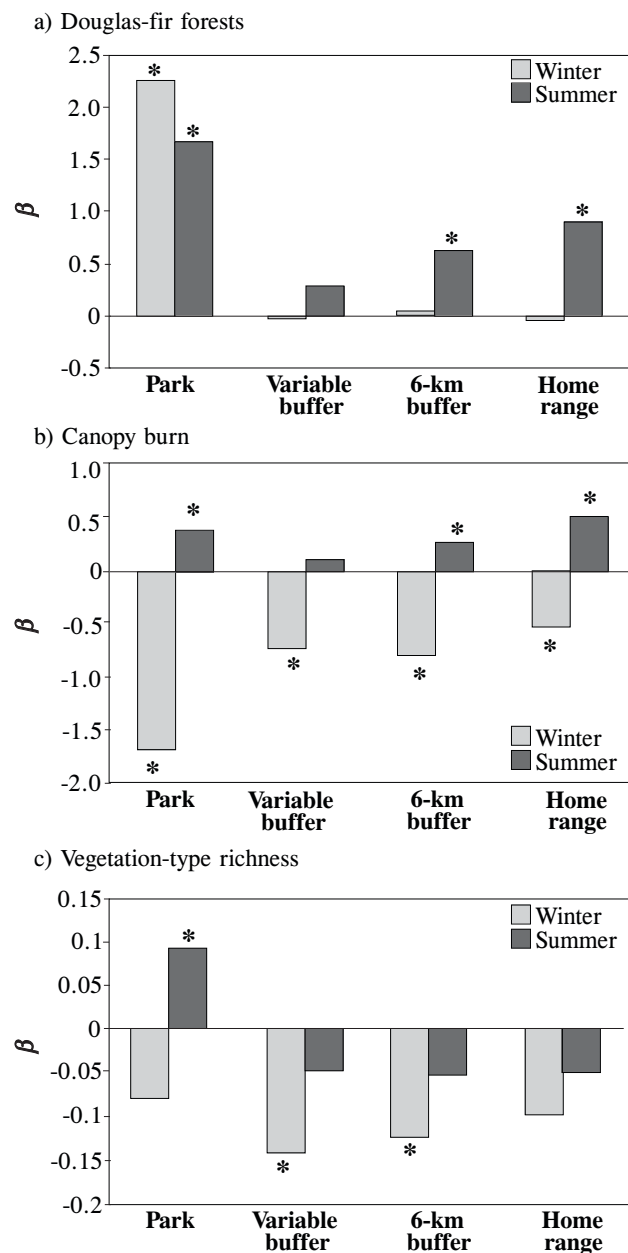 a) Douglas-fir forests
2.5
2.0
1.5
1.0
0.5
0
-0.5
β
* * * *
Winter
Summer
Park Variable buffer 6-km buffer Home range
b) Canopy burn
1.0
0.5
0
-0.5
-1.0
-1.5
-2.0
β
* * * * * * *
Winter
Summer
Park Variable buffer 6-km buffer Home range
c) Vegetation-type richness
0.15
0.1
0.05
0
-0.05
-0.1
-0.15
-0.2
β
* * *
Winter
Summer
Park Variable buffer 6-km buffer Home range